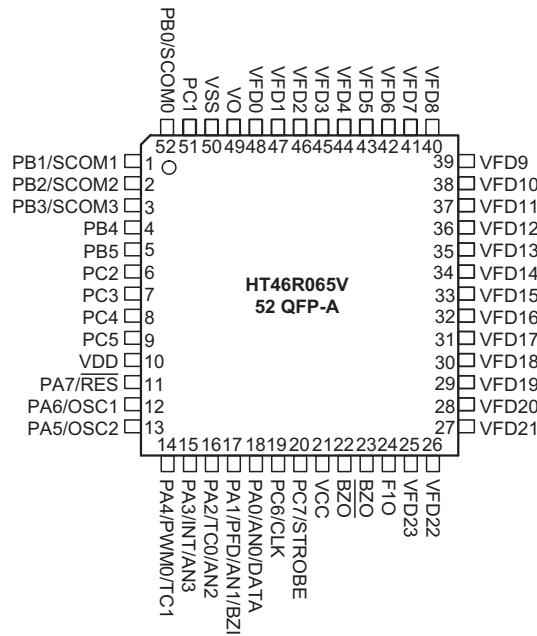 PB0/SCOM0
PC1
VSS
VO
VFD0
VFD1
VFD2
VFD3
VFD4
VFD5
VFD6
VFD7
VFD8
52 51 50 49 48 47 46 45 44 43 42 41 40
PB1/SCOM1 1
PB2/SCOM2 2
PB3/SCOM3 3
PB4 4
PB5 5
PC2 6
PC3 7
PC4 8
PC5 9
VDD 10
PA7/RES 11
PA6/OSC1 12
PA5/OSC2 13
HT46R065V
52 QFP-A
39 VFD9
38 VFD10
37 VFD11
36 VFD12
35 VFD13
34 VFD14
33 VFD15
32 VFD16
31 VFD17
30 VFD18
29 VFD19
28 VFD20
27 VFD21
14 15 16 17 18 19 20 21 22 23 24 25 26
PA4/PWM0/TC1
PA3/INT/AN3
PA2/TC0/AN2
PA1/PFD/AN1/BZI
PA0/AN0/DATA
PC6/CLK
PC7/STROBE
VCC
BZO
BZO
F1O
VFD23
VFD22